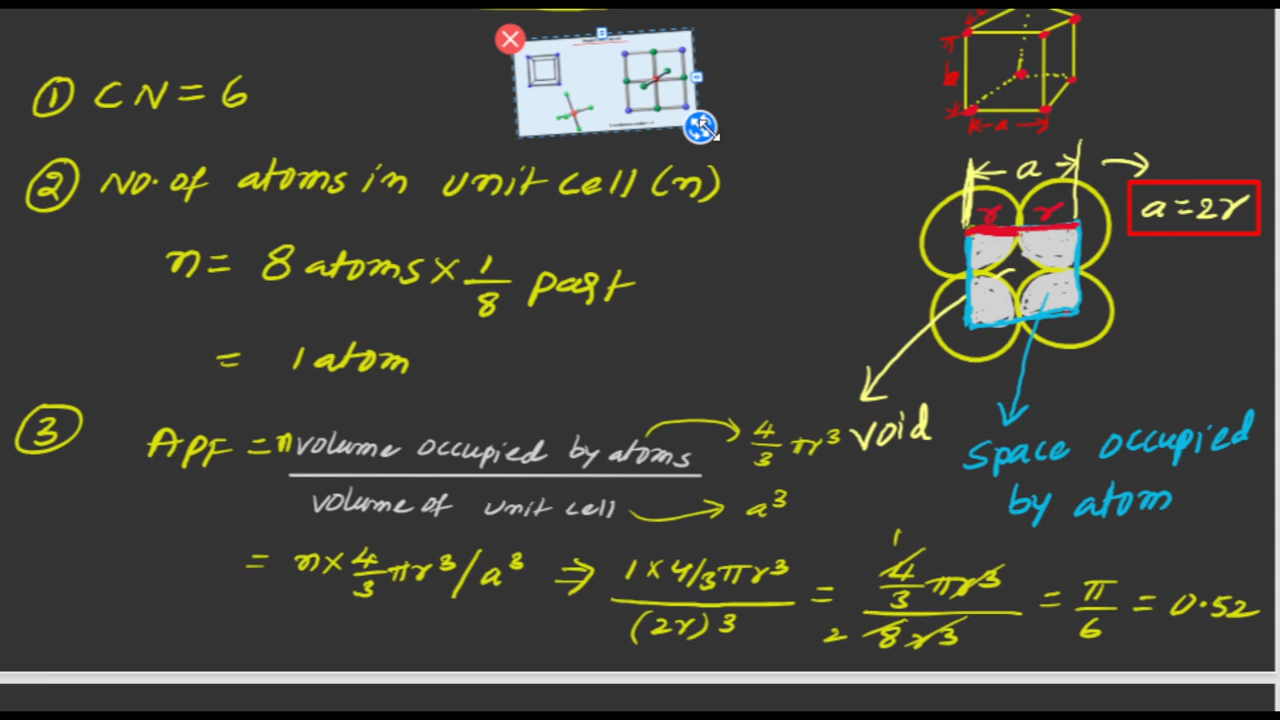 ① CN = 6
② No. of atoms in unit cell (n)
n = 8 atoms × 1/8 part
= 1 atom
③ APF = n volume occupied by atoms → 4/3 πr³
volume of unit cell → a³
= n × 4/3 πr³ / a³ ⇒ 1 × 4/3 πr³ / (2r)³ = 4/3 πr³ / 8r³ = π/6 = 0.52
1
2
a
a
a = 2r
r r
void
space occupied
by atom